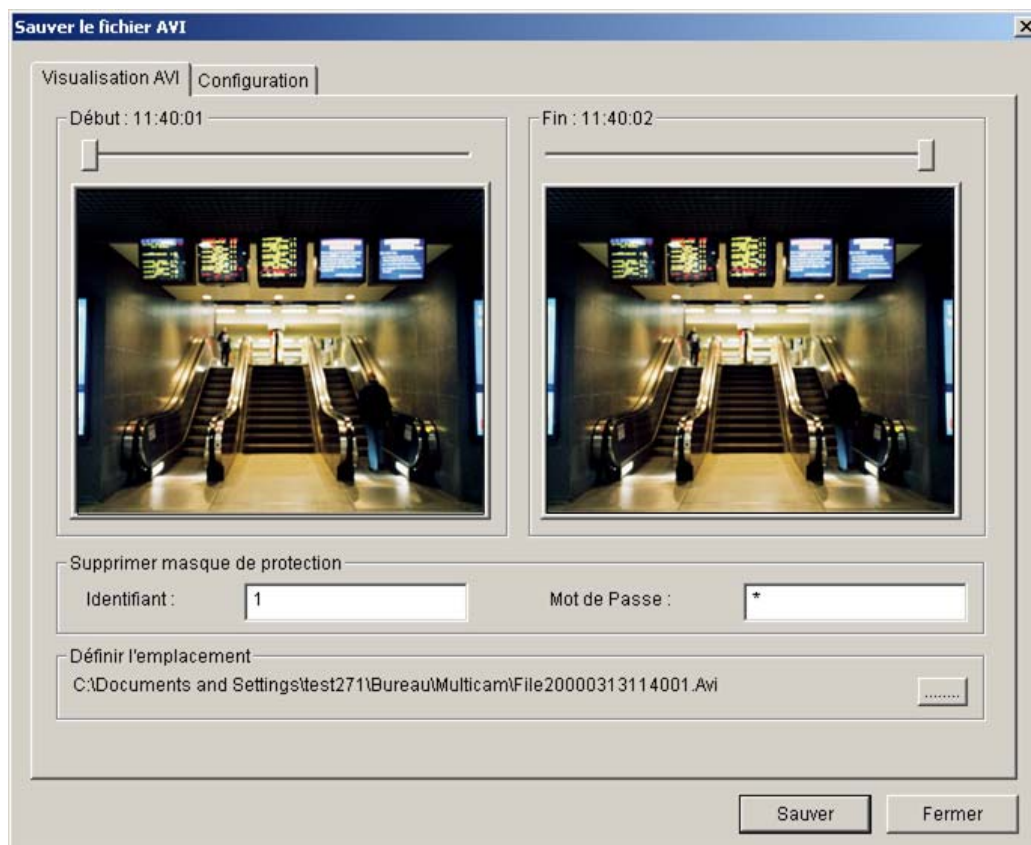 Sauver le fichier AVI
Visualisation AVI
Configuration
Début : 11:40:01
Fin : 11:40:02
Supprimer masque de protection
Identifiant :
1
Mot de Passe :
*
Définir l'emplacement
C:\Documents and Settings\test271\Bureau\Multicam\File20000313114001.Avi
........
Sauver
Fermer